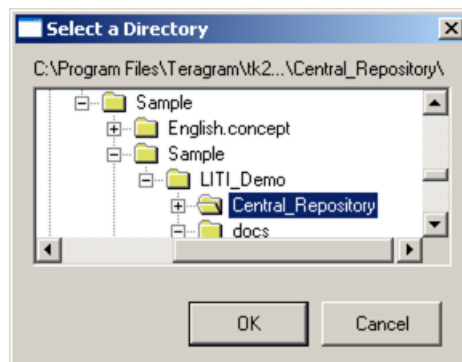 Select a Directory
C:\Program Files\Teragram\tk2...\Central_Repository\
Sample
English.concept
Sample
LITI_Demo
Central_Repository
docs
OK Cancel